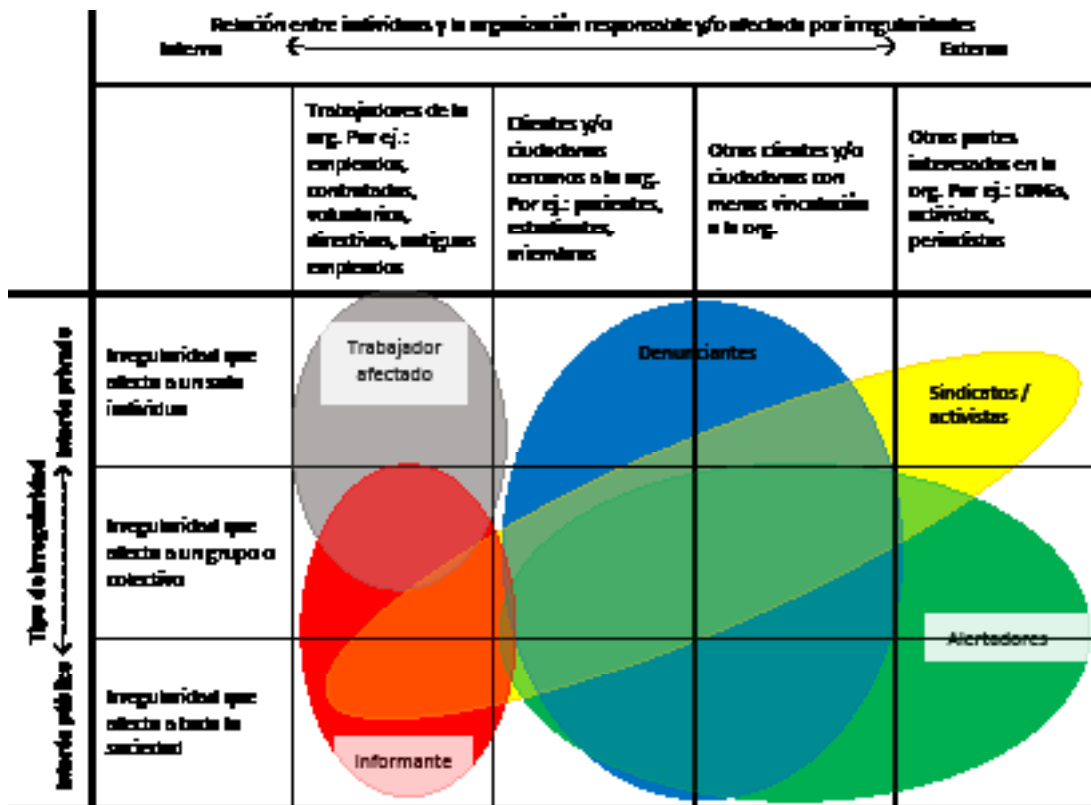 Relación entre individuos y la organización responsable y/o afectada por irregularidades
Interna
Externa
Trabajadores de la
org. Por ej.:
empleados,
contratados,
voluntarios,
directivos, antiguos
empleados
Clientes y/o
ciudadanos
cercanos a la org.
Por ej.: pacientes,
estudiantes,
miembros
Otros clientes y/o
ciudadanos con
menos vinculación
a la org.
Otras partes
interesadas en la
org. Por ej.: ONGs,
activistas,
periodistas
Tipo de irregularidad
Interés privado
Interés público
Irregularidad que
afecta a un solo
individuo
Irregularidad que
afecta a un grupo o
colectivo
Irregularidad que
afecta a toda la
sociedad
Trabajador
afectado
Denunciantes
Sindicatos /
activistas
Alertadores
Informante